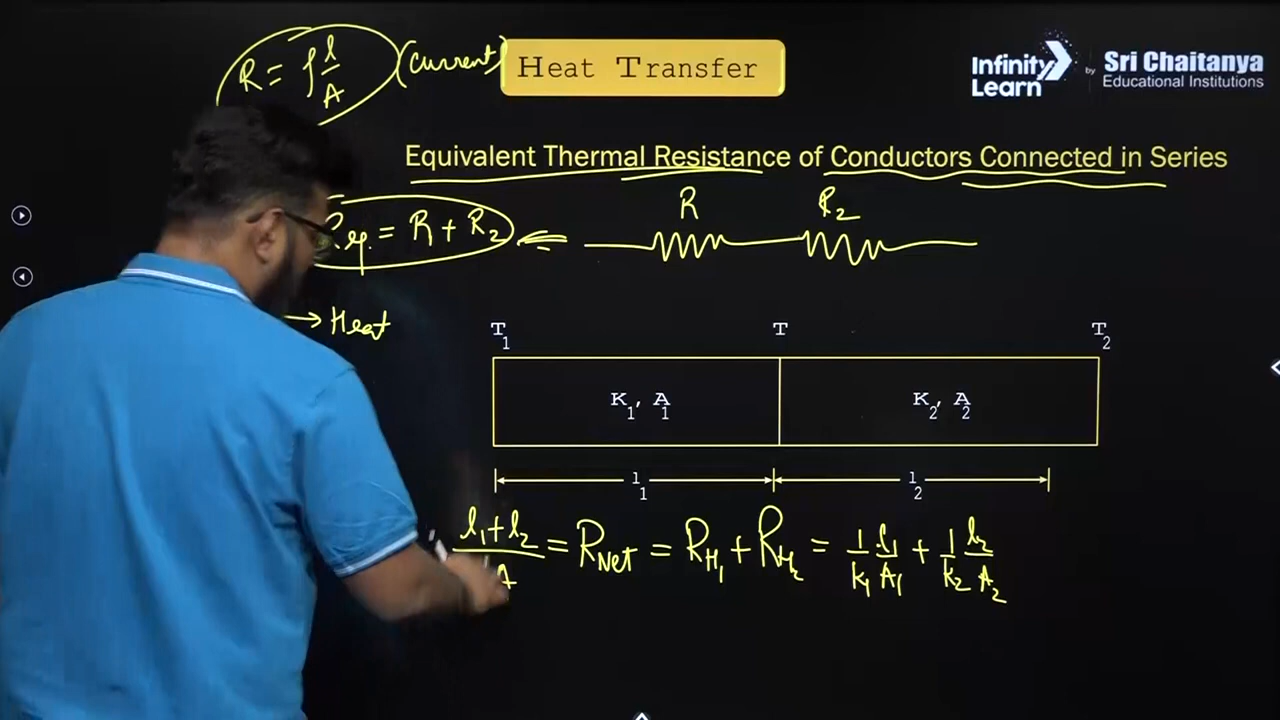 R = ρ l/A (Current)
Heat Transfer
Infinity Learn by Sri Chaitanya Educational Institutions
Equivalent Thermal Resistance of Conductors Connected in Series
Req. = R + R2
R R2
→ Heat
T1 T T2
K1, A1 K2, A2
l1 l2
l1+l2/A = RNet = RH1 + RH2 = 1/K1 l1/A1 + 1/K2 l2/A2